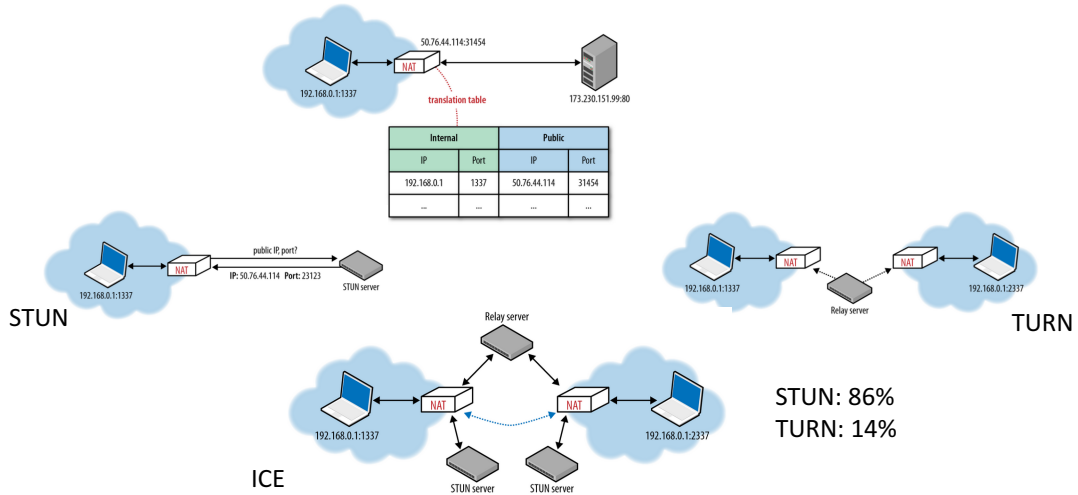 50.76.44.114:31454
NAT
192.168.0.1:1337
173.230.151.99:80
translation table
Internal Public
IP Port IP Port
192.168.0.1 1337 50.76.44.114 31454
... ... ... ...
public IP, port?
NAT
IP: 50.76.44.114 Port: 23123
192.168.0.1:1337
STUN server
STUN
NAT
NAT
192.168.0.1:1337
192.168.0.1:2337
Relay server
TURN
Relay server
NAT
NAT
192.168.0.1:1337
192.168.0.1:2337
STUN server
STUN server
ICE
STUN: 86%
TURN: 14%